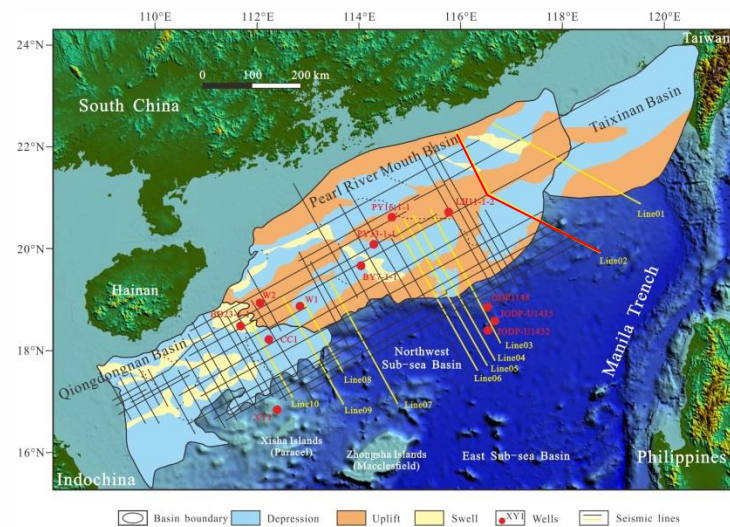 110°O
112°O
114°O
116°O
118°O
120°O
24°N
22°N
20°N
18°N
16°N
Taiwan
0 100 200 km
South China
Taixinan Basin
Pearl River Mouth Basin
LH11-1-2
PY16-1-1
PY33-1-1
BY7-1-1
Line01
Line02
Hainan
W2
W1
CC1
ODP1148
IODP-U1435
IODP-U1432
Manila Trench
Qiongdongnan Basin
Northwest
Sub-sea Basin
Line03
Line04
Line05
Line06
Line08
Line10
Line09
Line07
Xisha Islands
(Paracel)
Zhongsha Islands
(Macclesfield)
East Sub-sea Basin
Philippines
Indochina
Basin boundary
Depression
Uplift
Swell
XY1
Wells
Seismic lines